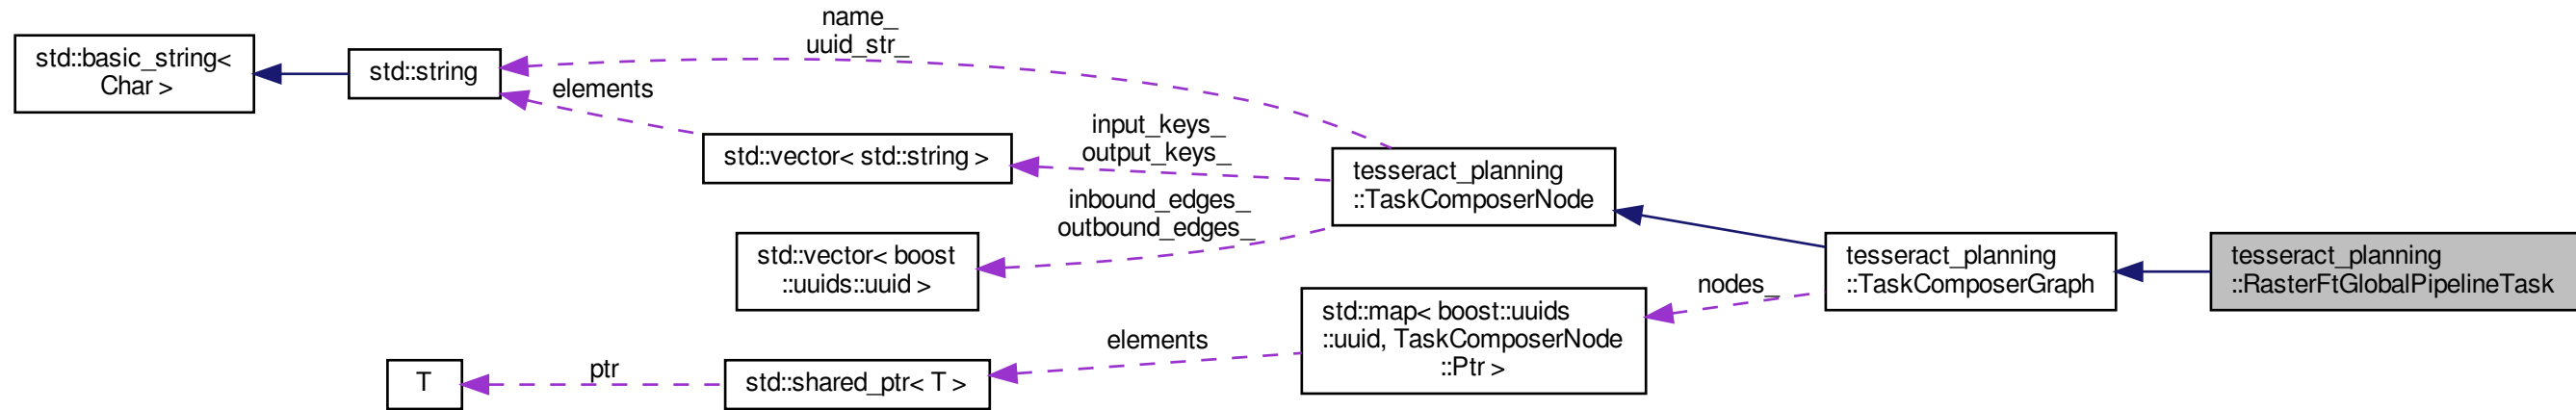 name_
uuid_str_
std::basic_string<
Char >
std::string
elements
input_keys_
output_keys_
std::vector< std::string >
tesseract_planning
::TaskComposerNode
inbound_edges_
outbound_edges_
std::vector< boost
::uuids::uuid >
tesseract_planning
::TaskComposerGraph
tesseract_planning
::RasterFtGlobalPipelineTask
nodes_
std::map< boost::uuids
::uuid, TaskComposerNode
::Ptr >
elements
ptr
T
std::shared_ptr< T >